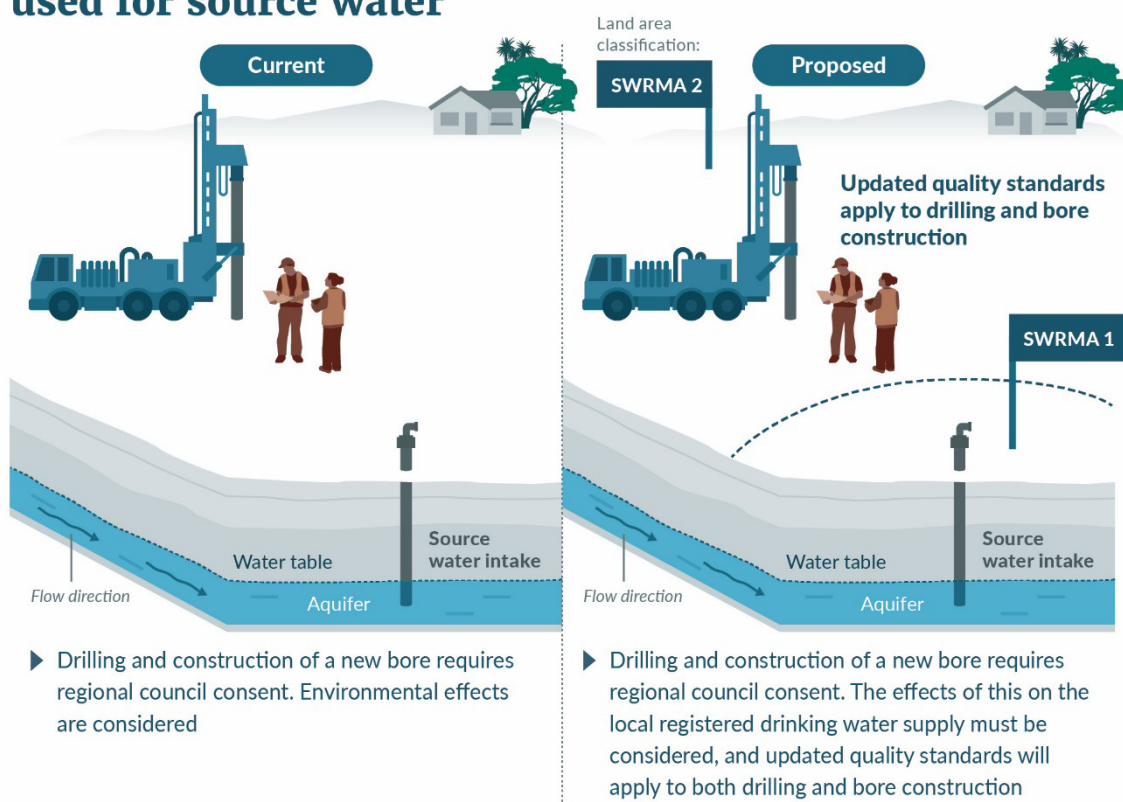 used for source water
Current
Water table
Source
water intake
Aquifer
Flow direction
Drilling and construction of a new bore requires
regional council consent. Environmental effects
are considered
Land area
classification:
SWRMA 2
Proposed
Updated quality standards
apply to drilling and bore
construction
SWRMA 1
Water table
Source
water intake
Aquifer
Flow direction
Drilling and construction of a new bore requires
regional council consent. The effects of this on the
local registered drinking water supply must be
considered, and updated quality standards will
apply to both drilling and bore construction